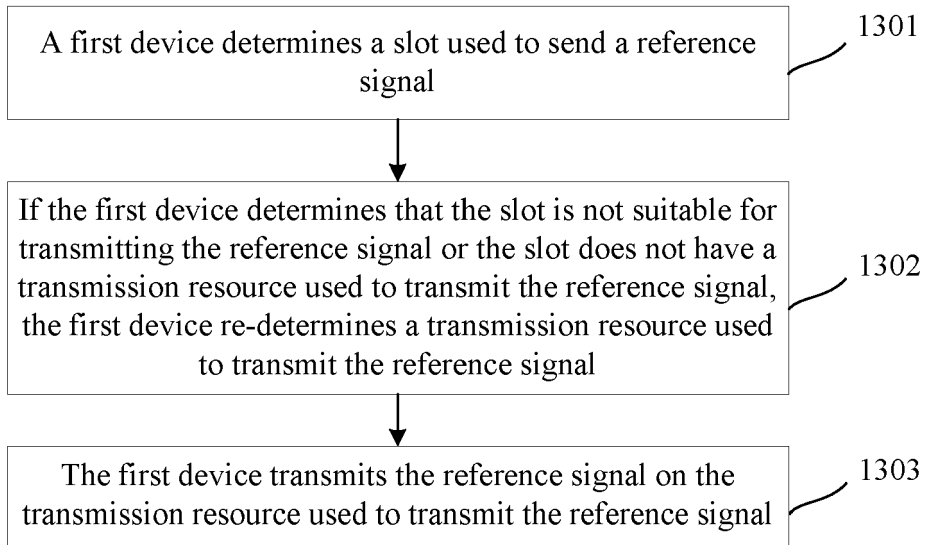 A first device determines a slot used to send a reference
signal
1301
If the first device determines that the slot is not suitable for
transmitting the reference signal or the slot does not have a
transmission resource used to transmit the reference signal,
the first device re-determines a transmission resource used
to transmit the reference signal
1302
The first device transmits the reference signal on the
transmission resource used to transmit the reference signal
1303